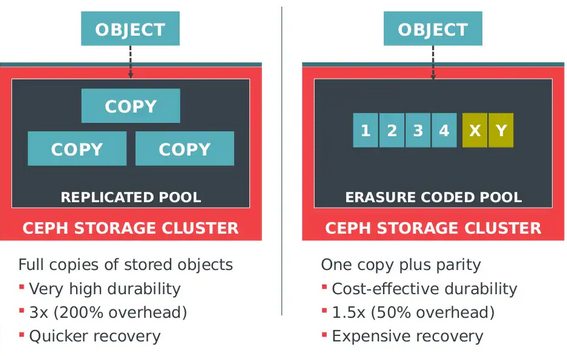 OBJECT
COPY
COPY COPY
REPLICATED POOL
CEPH STORAGE CLUSTER
Full copies of stored objects
▪ Very high durability
▪ 3x (200% overhead)
▪ Quicker recovery
OBJECT
1 2 3 4 X Y
ERASURE CODED POOL
CEPH STORAGE CLUSTER
One copy plus parity
▪ Cost-effective durability
▪ 1.5x (50% overhead)
▪ Expensive recovery